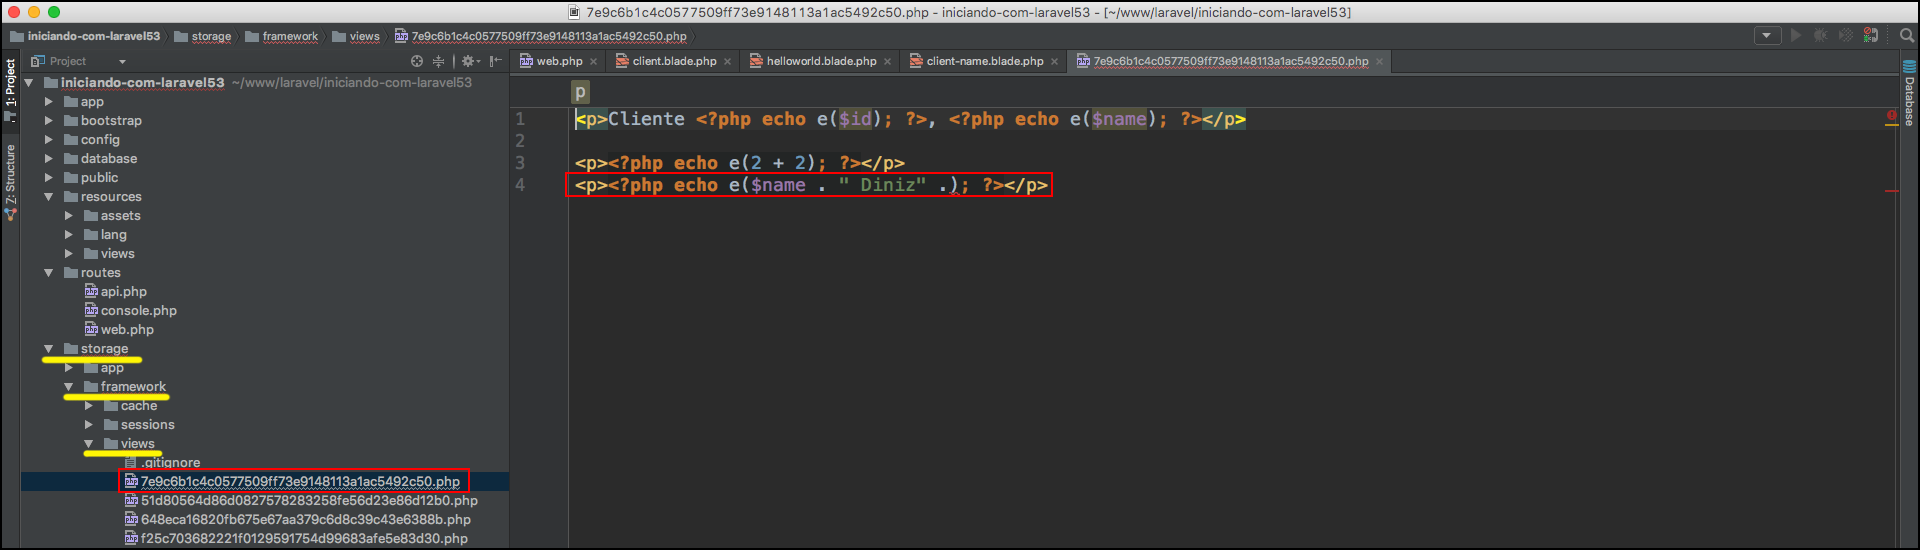 7e9c6b1c4c0577509ff73e9148113a1ac5492c50.php - iniciando-com-laravel53 - [~/www/laravel/iniciando-com-laravel53]
iniciando-com-laravel53 storage framework views 7e9c6b1c4c0577509ff73e9148113a1ac5492c50.php
1: Project
Z: Structure
Project
iniciando-com-laravel53 ~/www/laravel/iniciando-com-laravel53
app
bootstrap
config
database
public
resources
assets
lang
views
routes
api.php
console.php
web.php
storage
app
framework
cache
sessions
views
.gitignore
7e9c6b1c4c0577509ff73e9148113a1ac5492c50.php
51d80564d86d0827578283258fe56d23e86d12b0.php
648eca16820fb675e67aa379c6d8c39c43e6388b.php
f25c703682221f0129591754d99683afe5e83d30.php
web.php client.blade.php helloworld.blade.php client-name.blade.php 7e9c6b1c4c0577509ff73e9148113a1ac5492c50.php
p
1 <p>Cliente <?php echo e($id); ?>, <?php echo e($name); ?></p>
2
3 <p><?php echo e(2 + 2); ?></p>
4 <p><?php echo e($name . " Diniz" .); ?></p>
Database